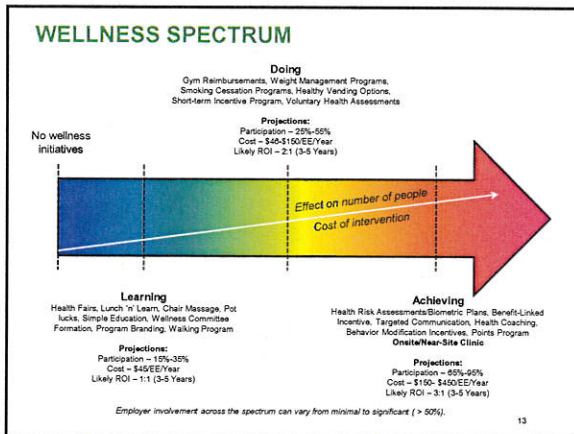 WELLNESS SPECTRUM
Doing
Gym Reimbursements, Weight Management Programs,
Smoking Cessation Programs, Healthy Vending Options,
Short-term Incentive Program, Voluntary Health Assessments
Projections:
Participation – 25%-55%
Cost – $46-$150/EE/Year
Likely ROI – 2:1 (3-5 Years)
No wellness
initiatives
Effect on number of people
Cost of intervention
Learning
Health Fairs, Lunch 'n' Learn, Chair Massage, Pot
lucks, Simple Education, Wellness Committee
Formation, Program Branding, Walking Program
Projections:
Participation – 15%-35%
Cost – $45/EE/Year
Likely ROI – 1:1 (3-5 Years)
Achieving
Health Risk Assessments/Biometric Plans, Benefit-Linked
Incentive, Targeted Communication, Health Coaching,
Behavior Modification Incentives, Points Program
Onsite/Near-Site Clinic
Projections:
Participation – 65%-95%
Cost – $150- $450/EE/Year
Likely ROI – 3:1 (3-5 Years)
Employer involvement across the spectrum can vary from minimal to significant ( > 50%).
13